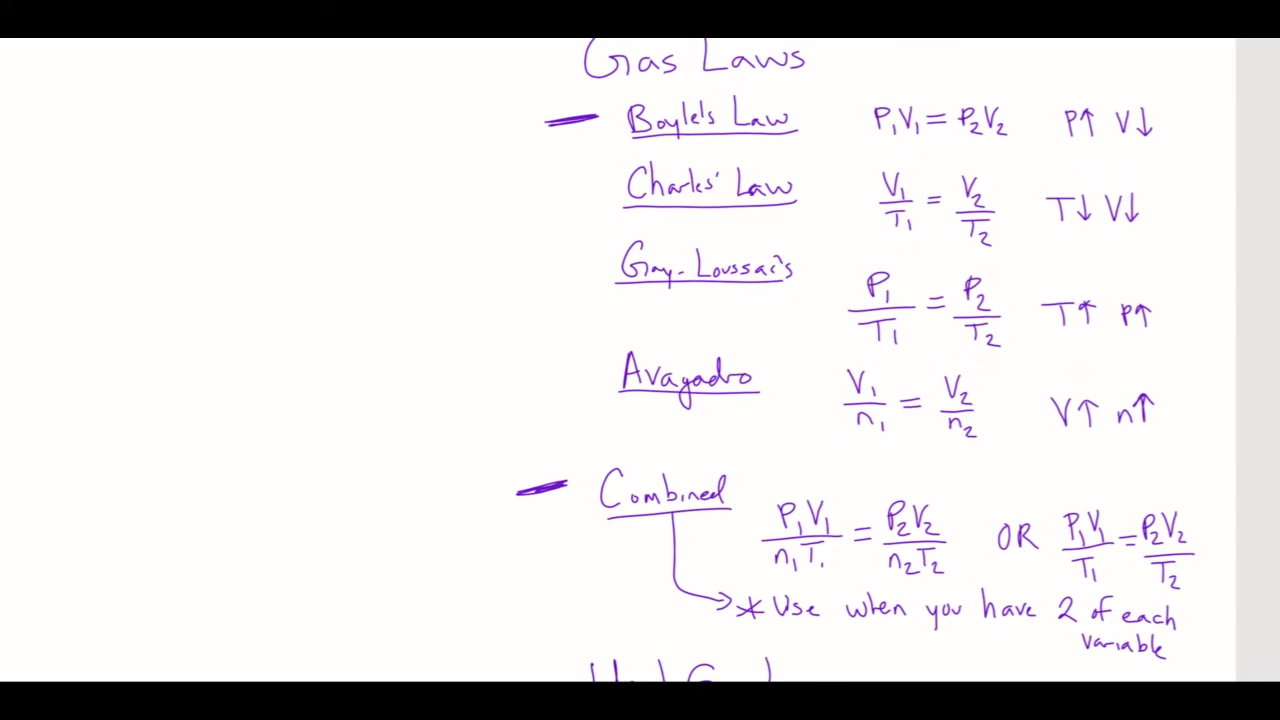 Gas Laws
Boyle's Law P₁V₁ = P₂V₂ P↑ V↓
Charles' Law V₁/T₁ = V₂/T₂ T↓ V↓
Gay-Loussac's P₁/T₁ = P₂/T₂ T↑ P↑
Avagadro V₁/n₁ = V₂/n₂ V↑ n↑
Combined P₁V₁/n₁T₁ = P₂V₂/n₂T₂ OR P₁V₁/T₁ = P₂V₂/T₂
* Use when you have 2 of each
variable